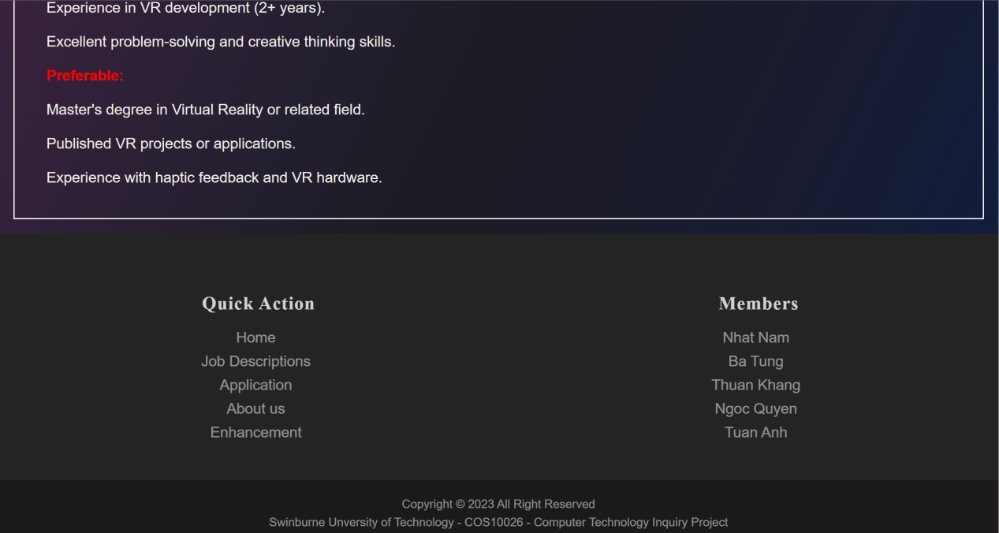 Experience in VR development (2+ years).
Excellent problem-solving and creative thinking skills.
Preferable:
Master's degree in Virtual Reality or related field.
Published VR projects or applications.
Experience with haptic feedback and VR hardware.
Quick Action
Home
Job Descriptions
Application
About us
Enhancement
Members
Nhat Nam
Ba Tung
Thuan Khang
Ngoc Quyen
Tuan Anh
Copyright © 2023 All Right Reserved
Swinburne Unversity of Technology - COS10026 - Computer Technology Inquiry Project